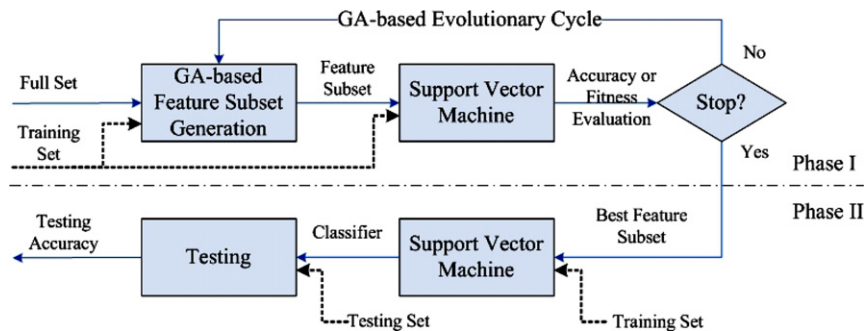 GA-based Evolutionary Cycle
No
Full Set
GA-based
Feature Subset
Generation
Feature
Subset
Support Vector
Machine
Accuracy or
Fitness
Evaluation
Stop?
Training
Set
Yes
Phase I
Phase II
Testing
Accuracy
Testing
Classifier
Support Vector
Machine
Best Feature
Subset
Testing Set
Training Set